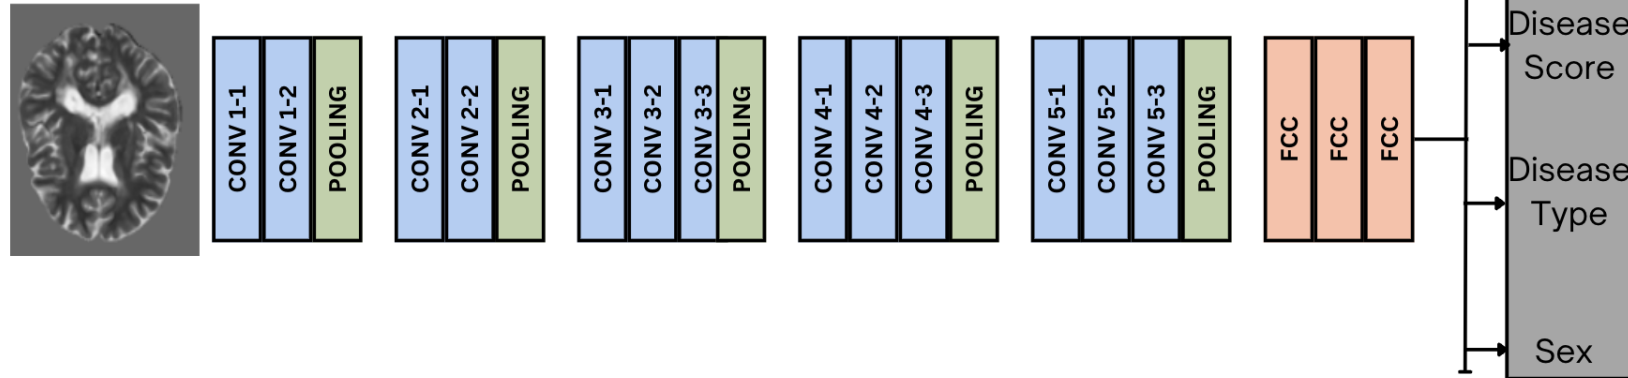 CONV 1-1
CONV 1-2
POOLING
CONV 2-1
CONV 2-2
POOLING
CONV 3-1
CONV 3-2
CONV 3-3
POOLING
CONV 4-1
CONV 4-2
CONV 4-3
POOLING
CONV 5-1
CONV 5-2
CONV 5-3
POOLING
FCC
FCC
FCC
Disease
Score
Disease
Type
Sex